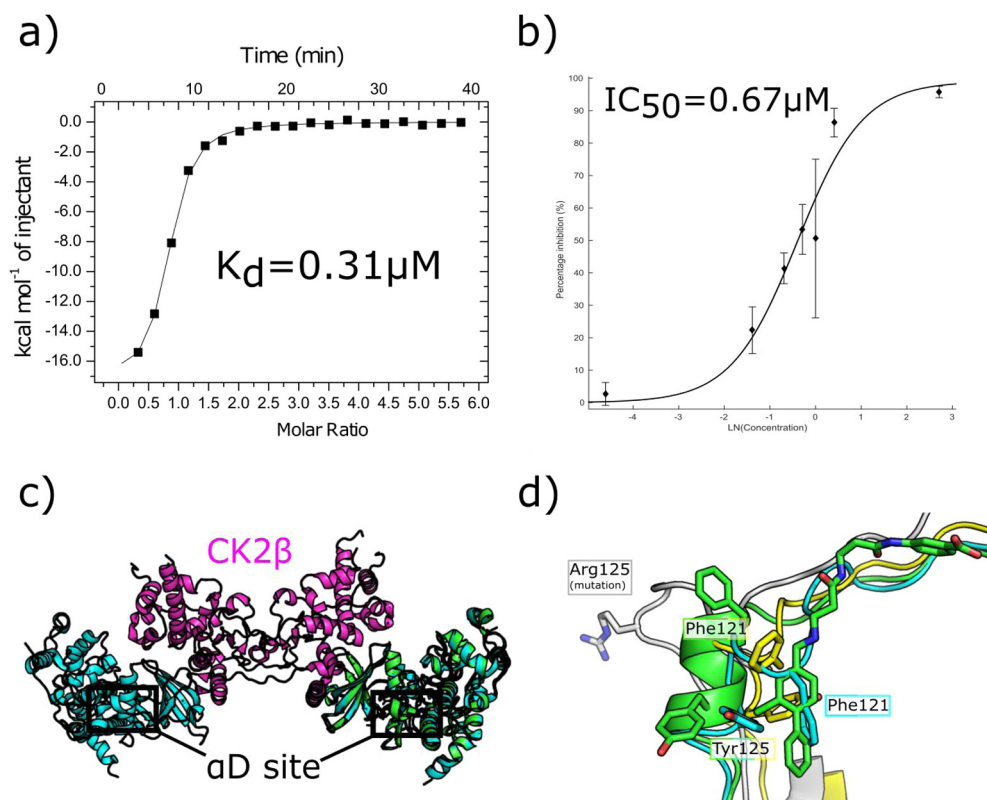 a)
Time (min)
0 10 20 30 40
0.0
-2.0
-4.0
-6.0
-8.0
-10.0
-12.0
-14.0
-16.0
kcal mol⁻¹ of injectant
Kd=0.31µM
0.0 0.5 1.0 1.5 2.0 2.5 3.0 3.5 4.0 4.5 5.0 5.5 6.0
Molar Ratio
b)
IC50=0.67µM
100
90
80
70
60
50
40
30
20
10
0
Percentage inhibition (%)
-4 -3 -2 -1 0 1 2 3
LN(Concentration)
c)
CK2β
αD site
d)
Arg125
(mutation)
Phe121
Phe121
Tyr125